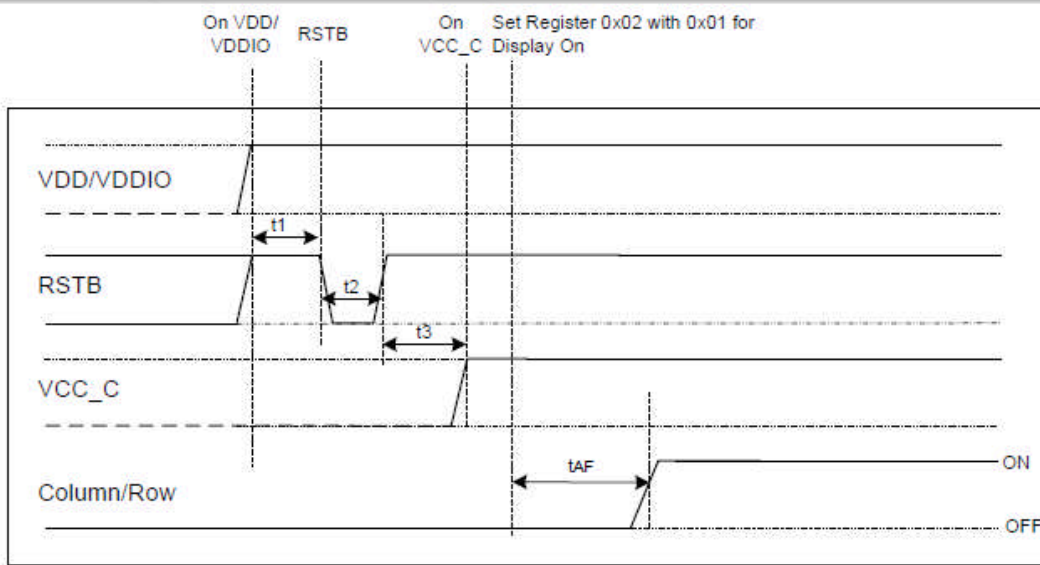 On VDD/
VDDIO
RSTB
On
VCC_C
Set Register 0x02 with 0x01 for
Display On
VDD/VDDIO
t1
RSTB
t2
t3
VCC_C
tAF
ON
Column/Row
OFF